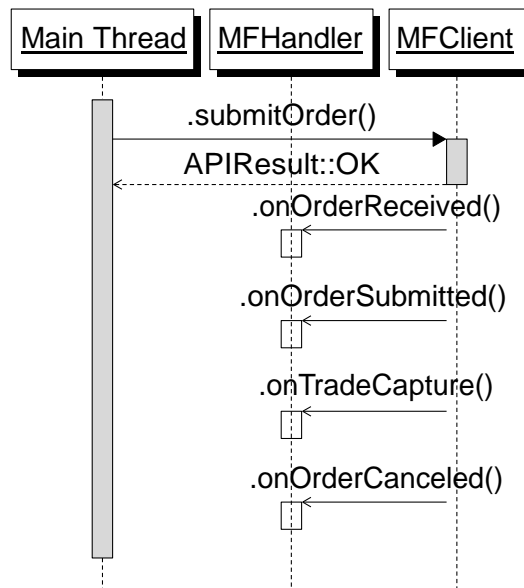 Main Thread
MFHandler
MFClient
.submitOrder()
APIResult::OK
.onOrderReceived()
.onOrderSubmitted()
.onTradeCapture()
.onOrderCanceled()